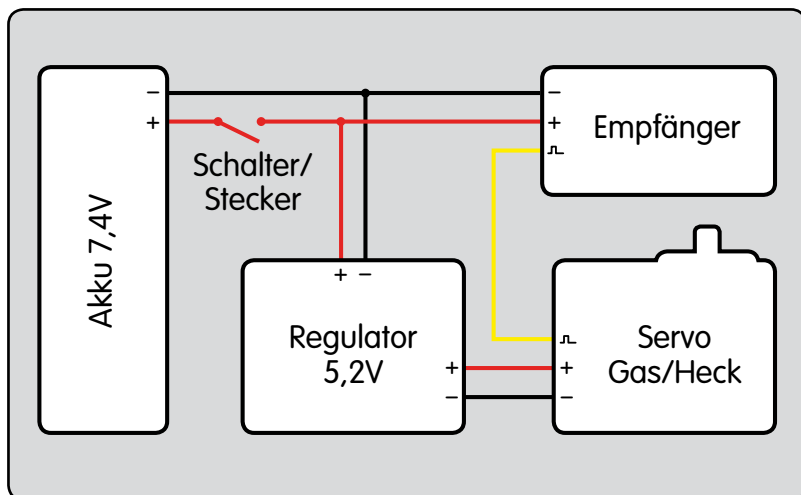 Akku 7,4V
−
+
Schalter/
Stecker
−
+
Empfänger
+ −
Regulator
5,2V
+
−
+
−
Servo
Gas/Heck